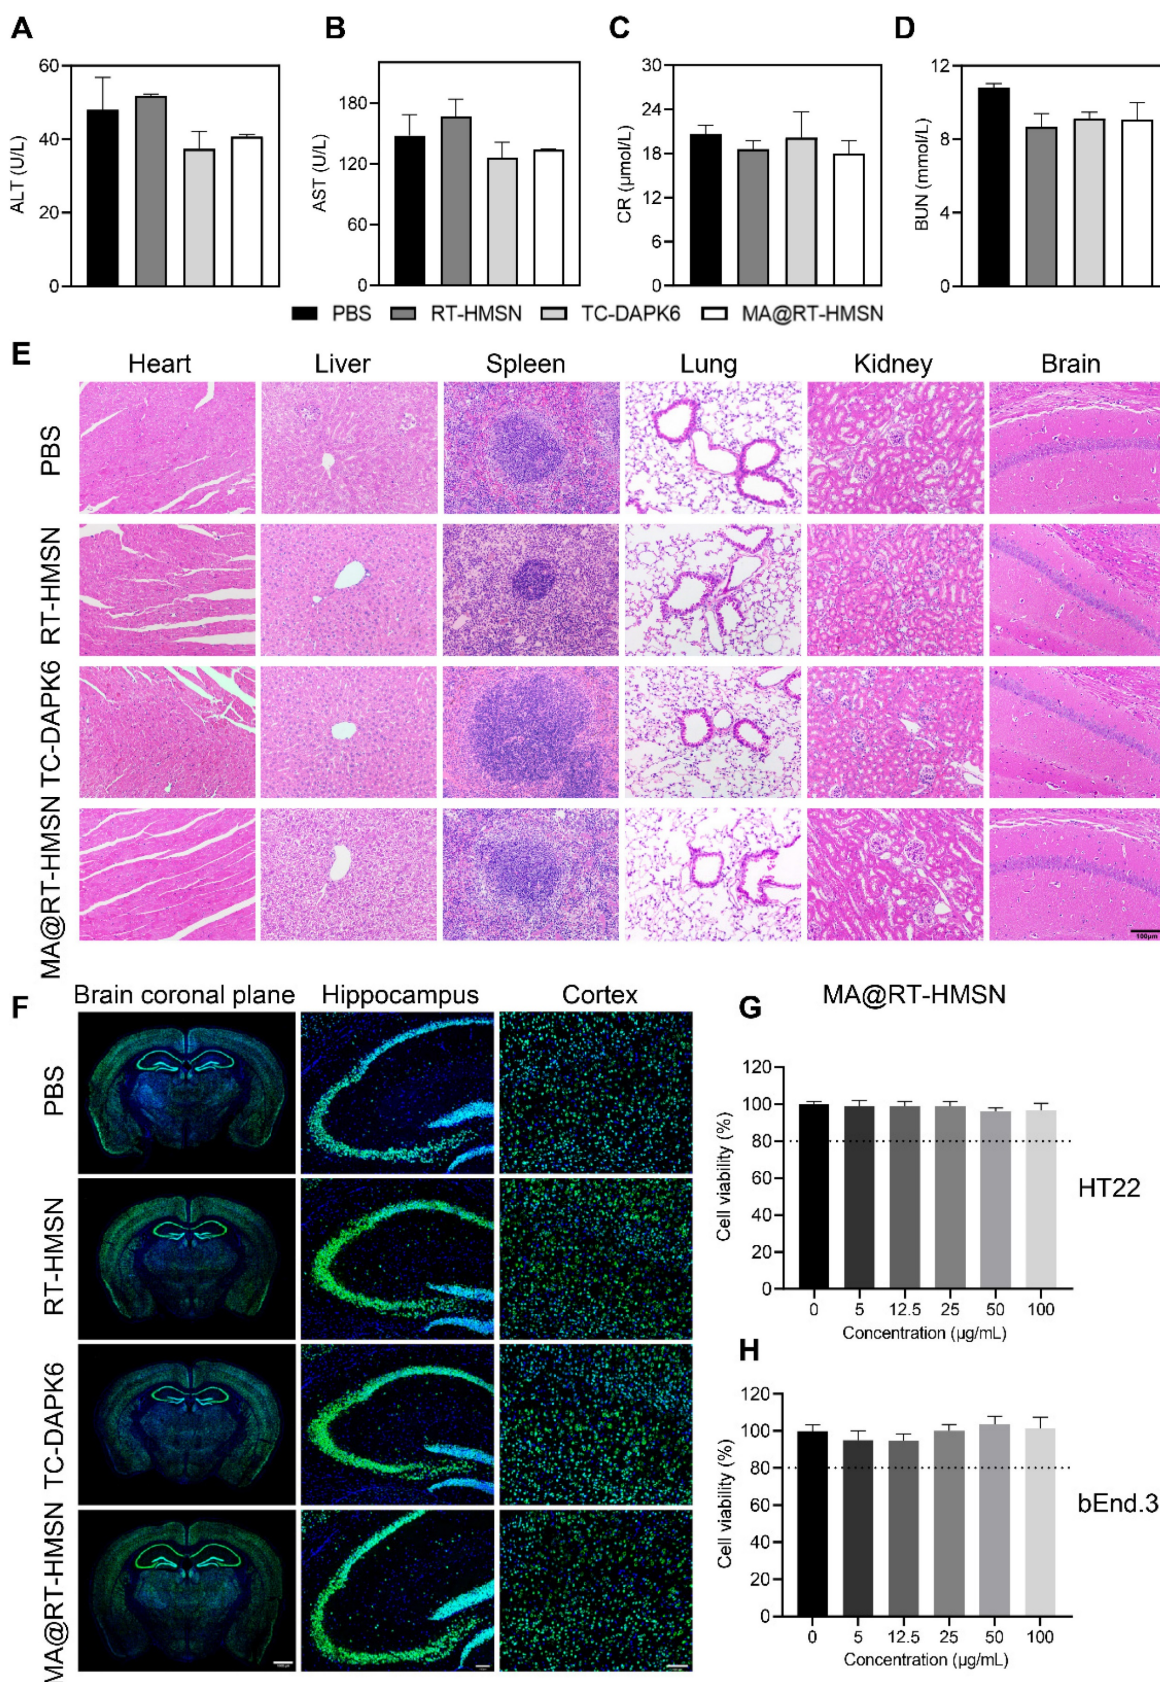 A
B
C
D
60
40
20
0
ALT (U/L)
180
120
60
0
AST (U/L)
30
24
18
12
6
0
CR (μmol/L)
12
8
4
0
BUN (mmol/L)
PBS RT-HMSN TC-DAPK6 MA@RT-HMSN
E
Heart Liver Spleen Lung Kidney Brain
PBS
RT-HMSN
TC-DAPK6
MA@RT-HMSN
100μm
F
Brain coronal plane Hippocampus Cortex
PBS
RT-HMSN
TC-DAPK6
MA@RT-HMSN
G
MA@RT-HMSN
120
100
80
60
40
20
0
Cell viability (%)
0 5 12.5 25 50 100
Concentration (μg/mL)
HT22
H
120
100
80
60
40
20
0
Cell viability (%)
0 5 12.5 25 50 100
Concentration (μg/mL)
bEnd.3